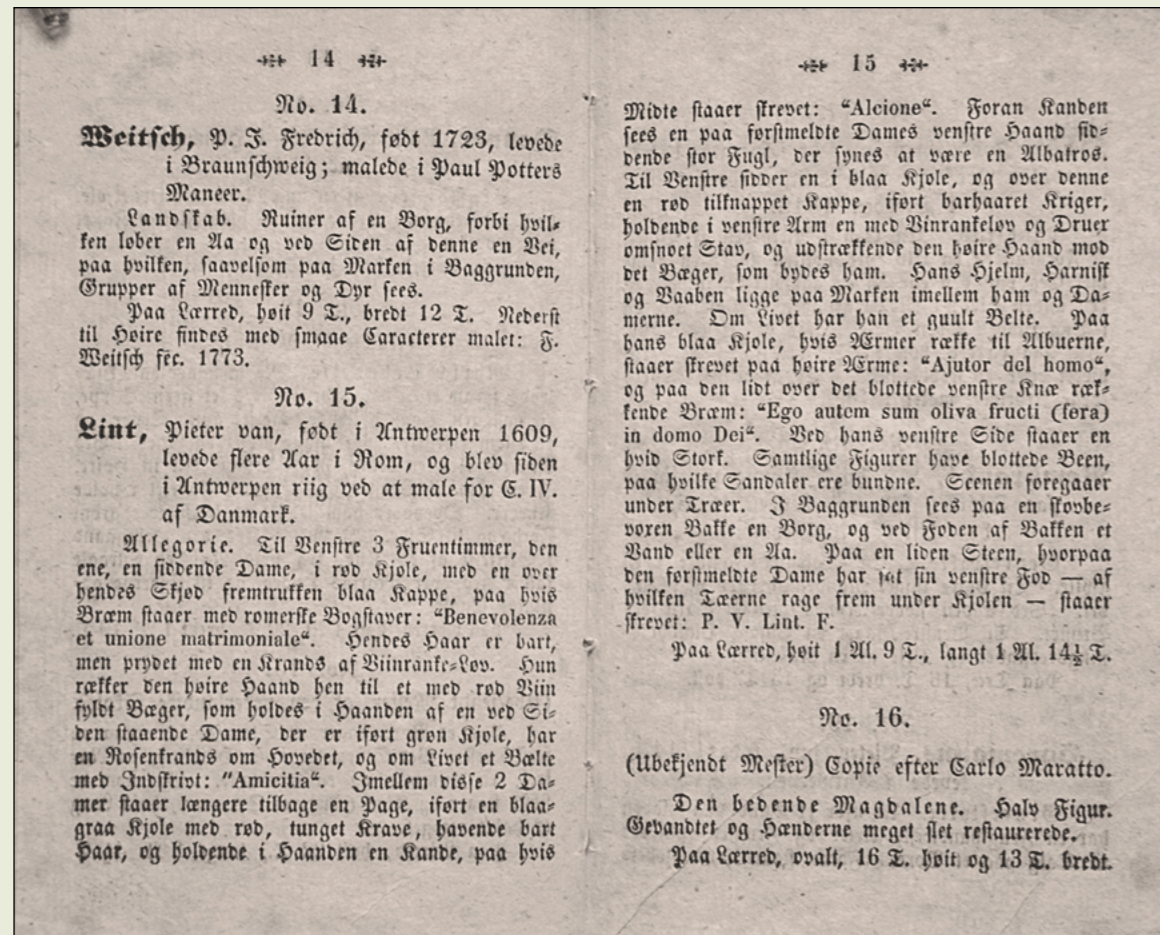 14
No. 14.
Weitsch, P. J. Fredrich, født 1723, levede
i Braunschweig; malede i Paul Potters
Maneer.
Landskab. Ruiner af en Borg, forbi hvil-
ken løber en Aa og ved Siden af denne en Vei,
paa hvilken, saavelsom paa Marken i Baggrunden,
Grupper af Mennesker og Dyr sees.
Paa Lærred, høit 9 T., bredt 12 T. Nederst
til Høire findes med smaae Caracterer malet: F.
Weitsch fec. 1773.
No. 15.
Lint, Pieter van, født i Antwerpen 1609,
levede flere Aar i Rom, og blev siden
i Antwerpen riig ved at male for C. IV.
af Danmark.
Allegorie. Til Venstre 3 Fruentimmer, den
ene, en siddende Dame, i rød Kjole, med en over
hendes Skjød fremtrukken blaa Kappe, paa hvis
Bræm staaer med romerske Bogstaver: “Benevolenza
et unione matrimoniale“. Hendes Haar er bart,
men prydet med en Krands af Viinranke-Løv. Hun
rækker den høire Haand hen til et med rød Viin
fyldt Bæger, som holdes i Haanden af en ved Si-
den staaende Dame, der er iført grøn Kjole, har
en Rosenkrands om Hovedet, og om Livet et Bælte
med Indskrivt: “Amicitia“. Imellem disse 2 Da-
mer staaer længere tilbage en Page, iført en blaa-
graa Kjole med rød, tunget Krave, havende bart
Haar, og holdende i Haanden en Kande, paa hvis
15
Midte staaer skrevet: “Alcione“. Foran Kanden
sees en paa førstmeldte Dames venstre Haand sid-
dende stor Fugl, der synes at være en Albatros.
Til Venstre sidder en i blaa Kjole, og over denne
en rød tilknappet Kappe, iført barhaaret Kriger,
holdende i venstre Arm en med Vinrankeløv og Druer
omsnoet Stav, og udstrækkende den høire Haand mod
det Bæger, som bydes ham. Hans Hjelm, Harnisk
og Vaaben ligge paa Marken imellem ham og Da-
merne. Om Livet har han et guult Belte. Paa
hans blaa Kjole, hvis Ærmer række til Albuerne,
staaer skrevet paa høire Ærme: “Ajutor del homo“,
og paa den lidt over det blottede venstre Knæ ræk-
kende Bræm: “Ego autem sum oliva fructi (fera)
in domo Dei“. Ved hans venstre Side staaer en
hvid Stork. Samtlige Figurer have blottede Been,
paa hvilke Sandaler ere bundne. Scenen foregaaer
under Træer. I Baggrunden sees paa en skovbe-
voxen Bakke en Borg, og ved Foden af Bakken et
Vand eller en Aa. Paa en liden Steen, hvorpaa
den førstmeldte Dame har sat sin venstre Fod — af
hvilken Tæerne rage frem under Kjolen — staaer
skrevet: P. V. Lint. F.
Paa Lærred, høit 1 Al. 9 T., langt 1 Al. 14½ T.
No. 16.
(Ubekjendt Mester) Copie efter Carlo Maratto.
Den bedende Magdalene. Halv Figur.
Gevandtet og Hænderne meget slet restaurerede.
Paa Lærred, ovalt, 16 T. høit og 13 T. bredt.